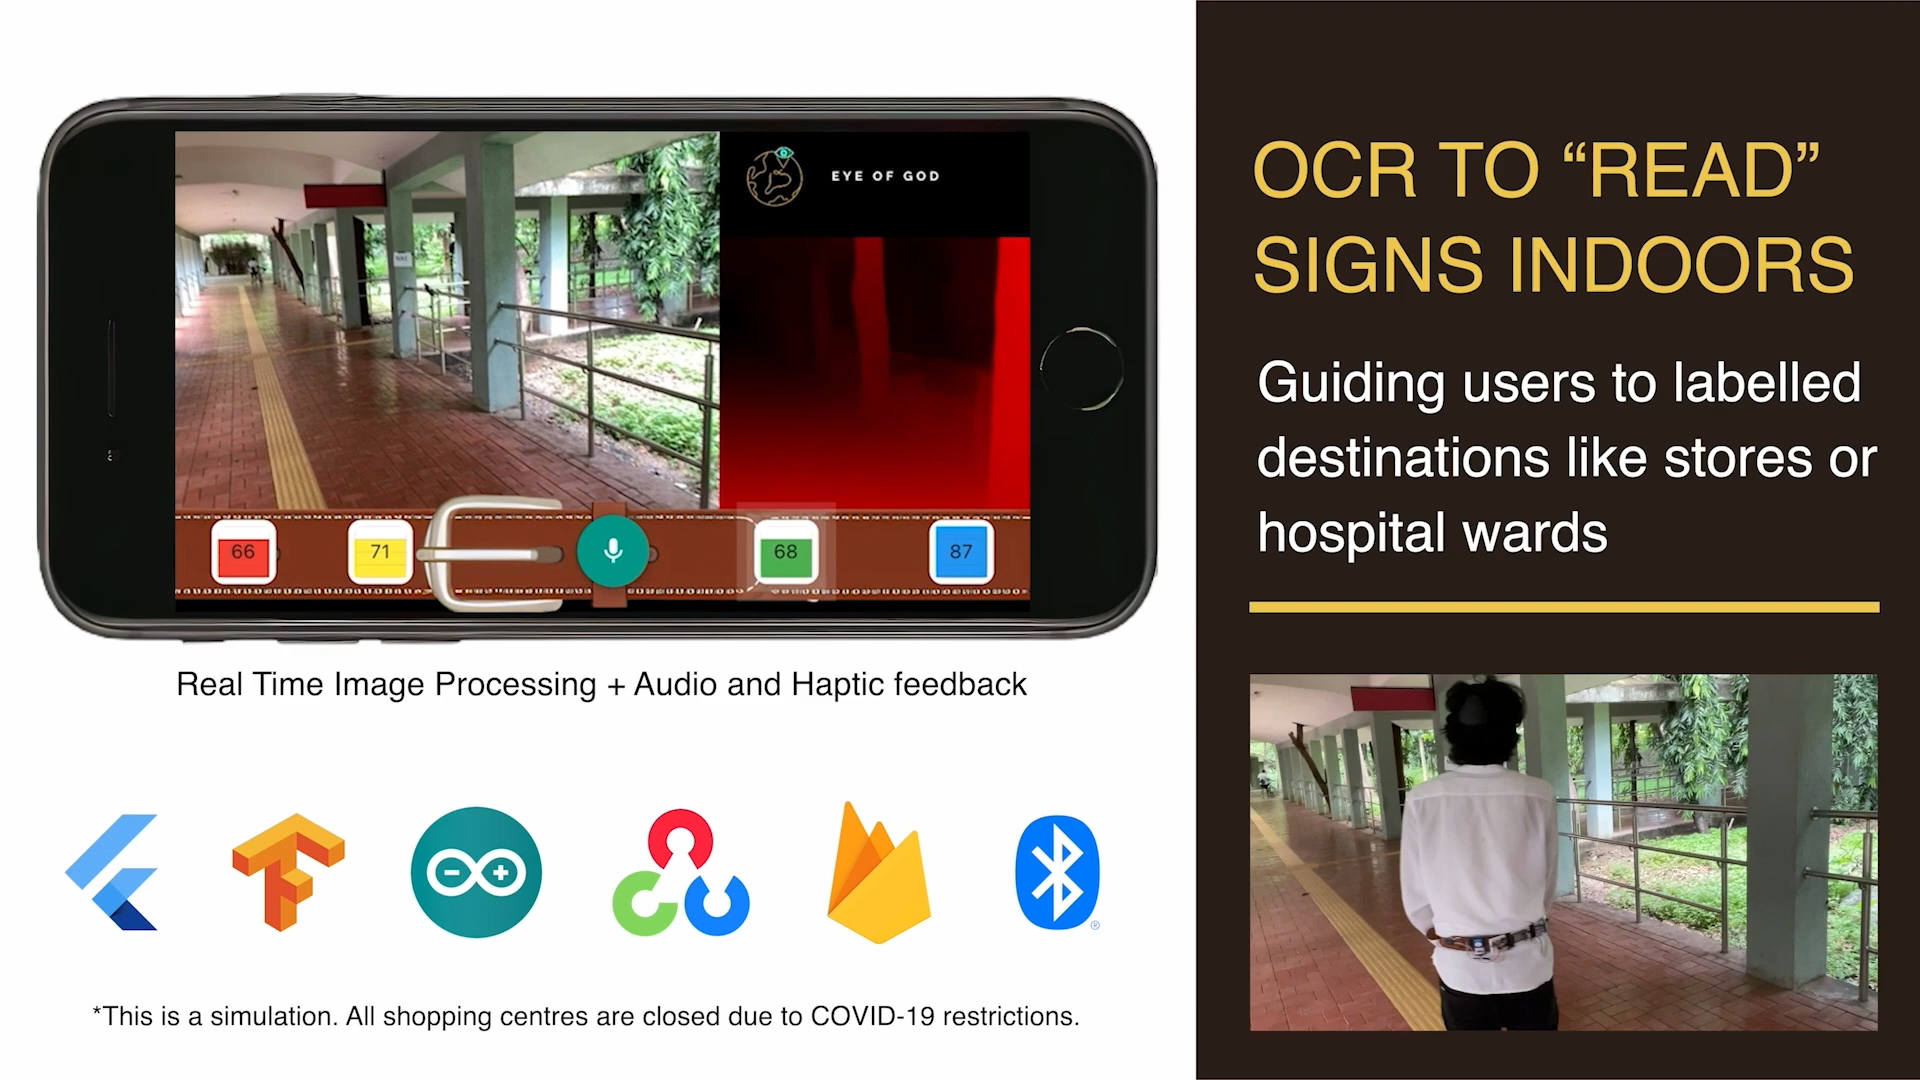 EYE OF GOD
66
71
68
87
Real Time Image Processing + Audio and Haptic feedback
*This is a simulation. All shopping centres are closed due to COVID-19 restrictions.
OCR TO “READ”
SIGNS INDOORS
Guiding users to labelled
destinations like stores or
hospital wards